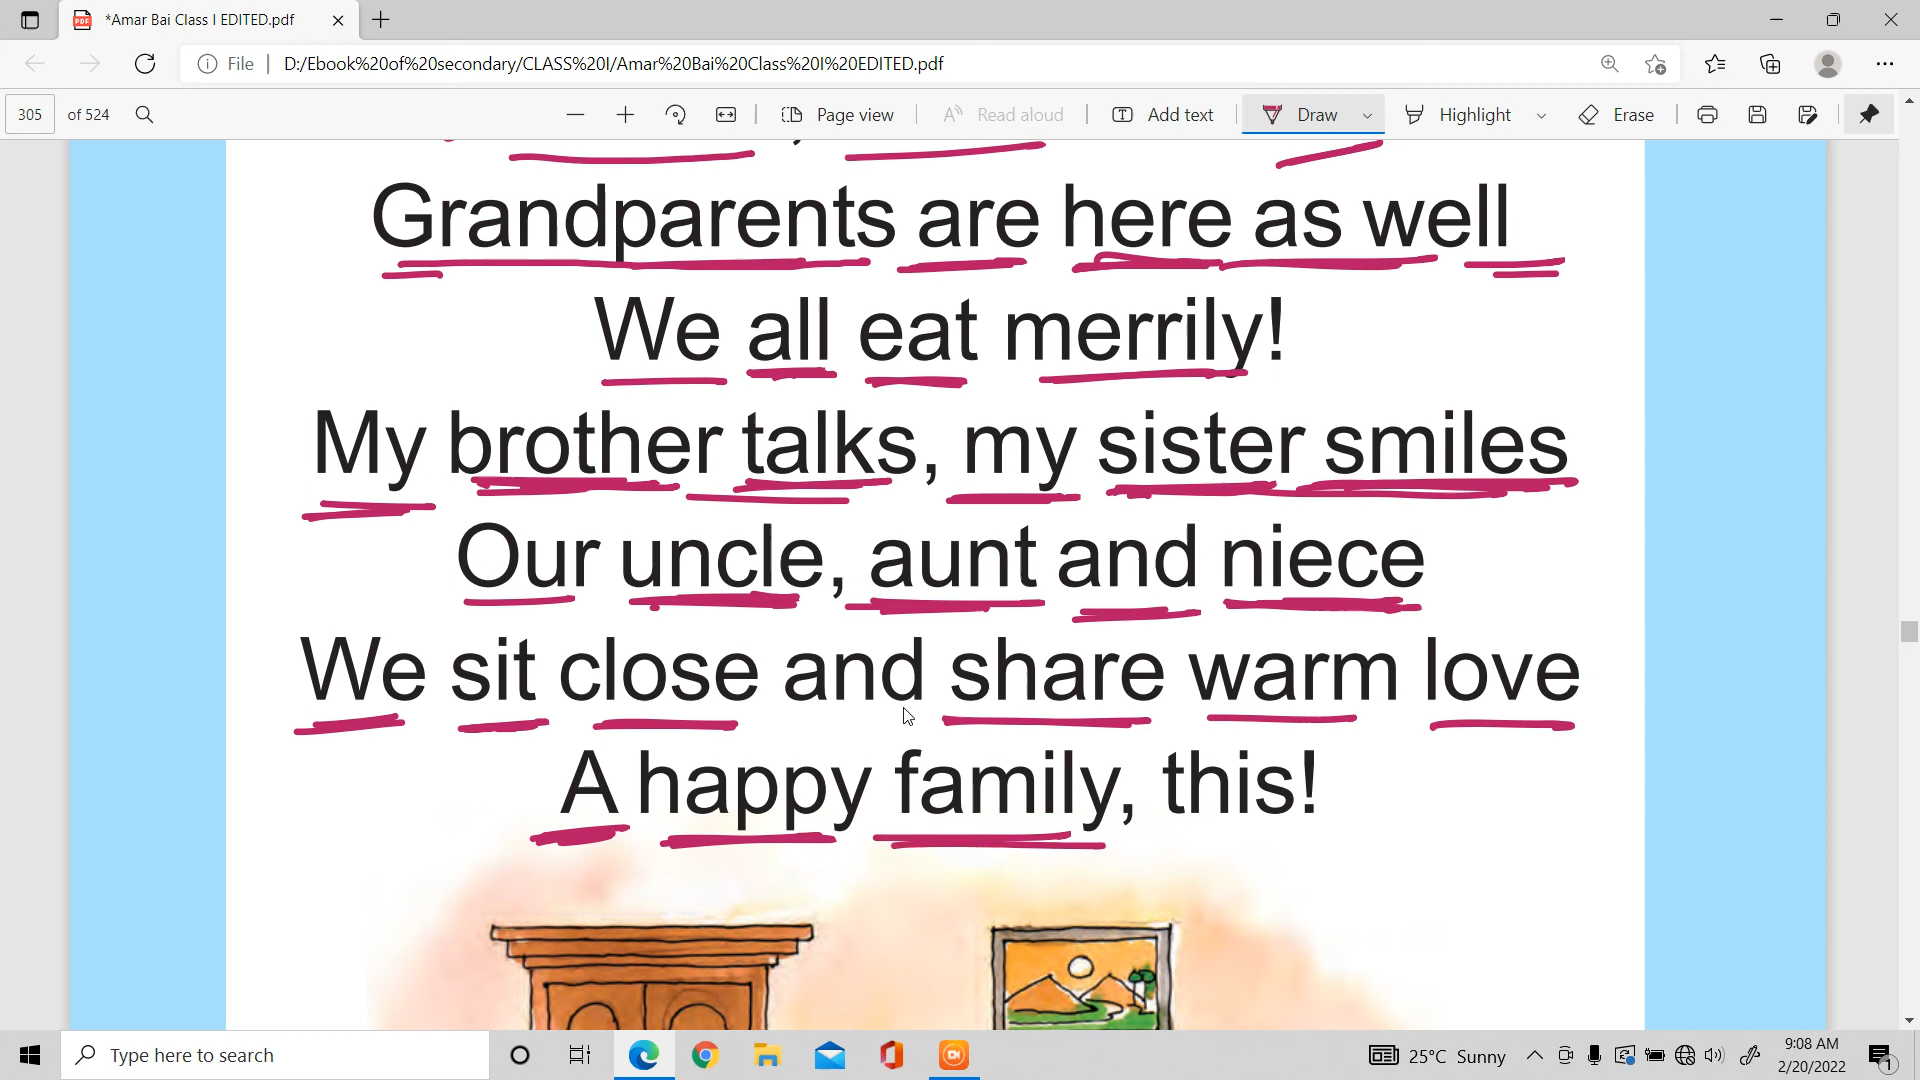 *Amar Bai Class I EDITED.pdf
File D:/Ebook%20of%20secondary/CLASS%20I/Amar%20Bai%20Class%20I%20EDITED.pdf
305 of 524 Page view Read aloud Add text Draw Highlight Erase
Grandparents are here as well
We all eat merrily!
My brother talks, my sister smiles
Our uncle, aunt and niece
We sit close and share warm love
A happy family, this!
Type here to search
25°C Sunny
9:08 AM
2/20/2022
1